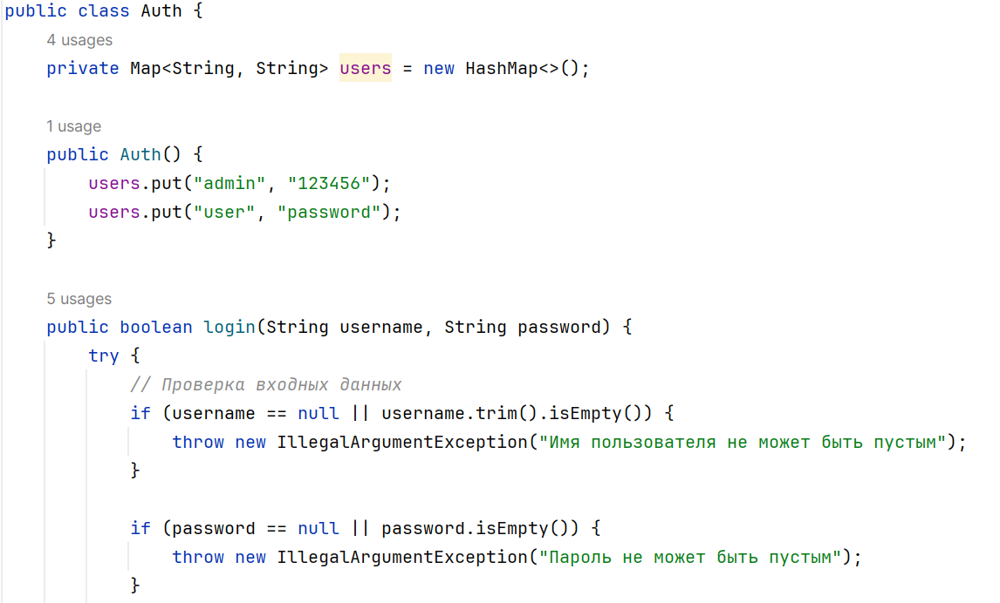 public class Auth {
4 usages
private Map<String, String> users = new HashMap<>();
1 usage
public Auth() {
users.put("admin", "123456");
users.put("user", "password");
}
5 usages
public boolean login(String username, String password) {
try {
// Проверка входных данных
if (username == null || username.trim().isEmpty()) {
throw new IllegalArgumentException("Имя пользователя не может быть пустым");
}
if (password == null || password.isEmpty()) {
throw new IllegalArgumentException("Пароль не может быть пустым");
}